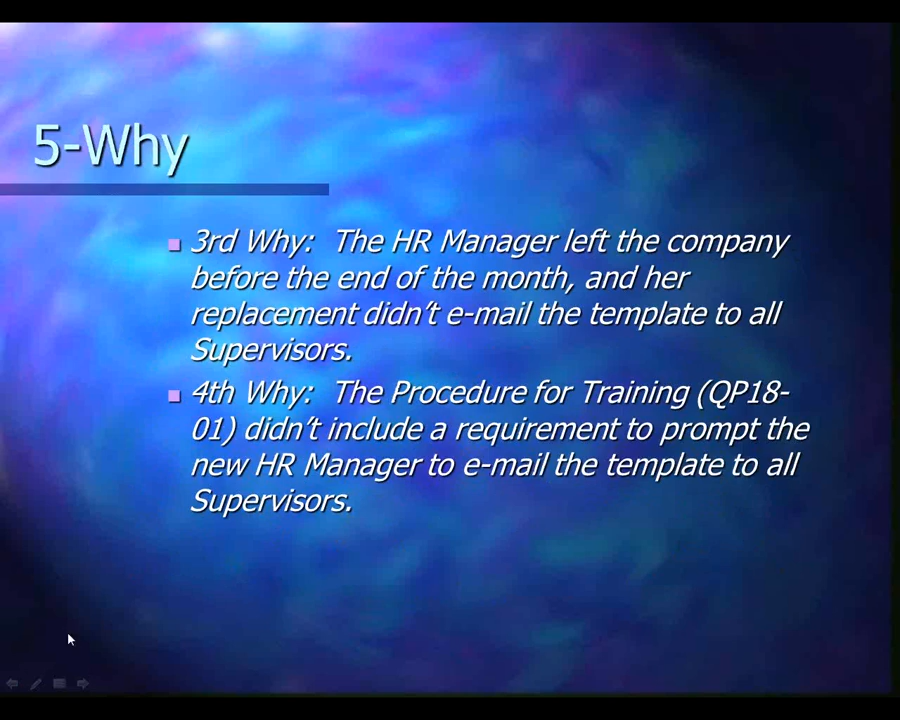 5-Why
3rd Why: The HR Manager left the company
before the end of the month, and her
replacement didn’t e-mail the template to all
Supervisors.
4th Why: The Procedure for Training (QP18-
01) didn’t include a requirement to prompt the
new HR Manager to e-mail the template to all
Supervisors.